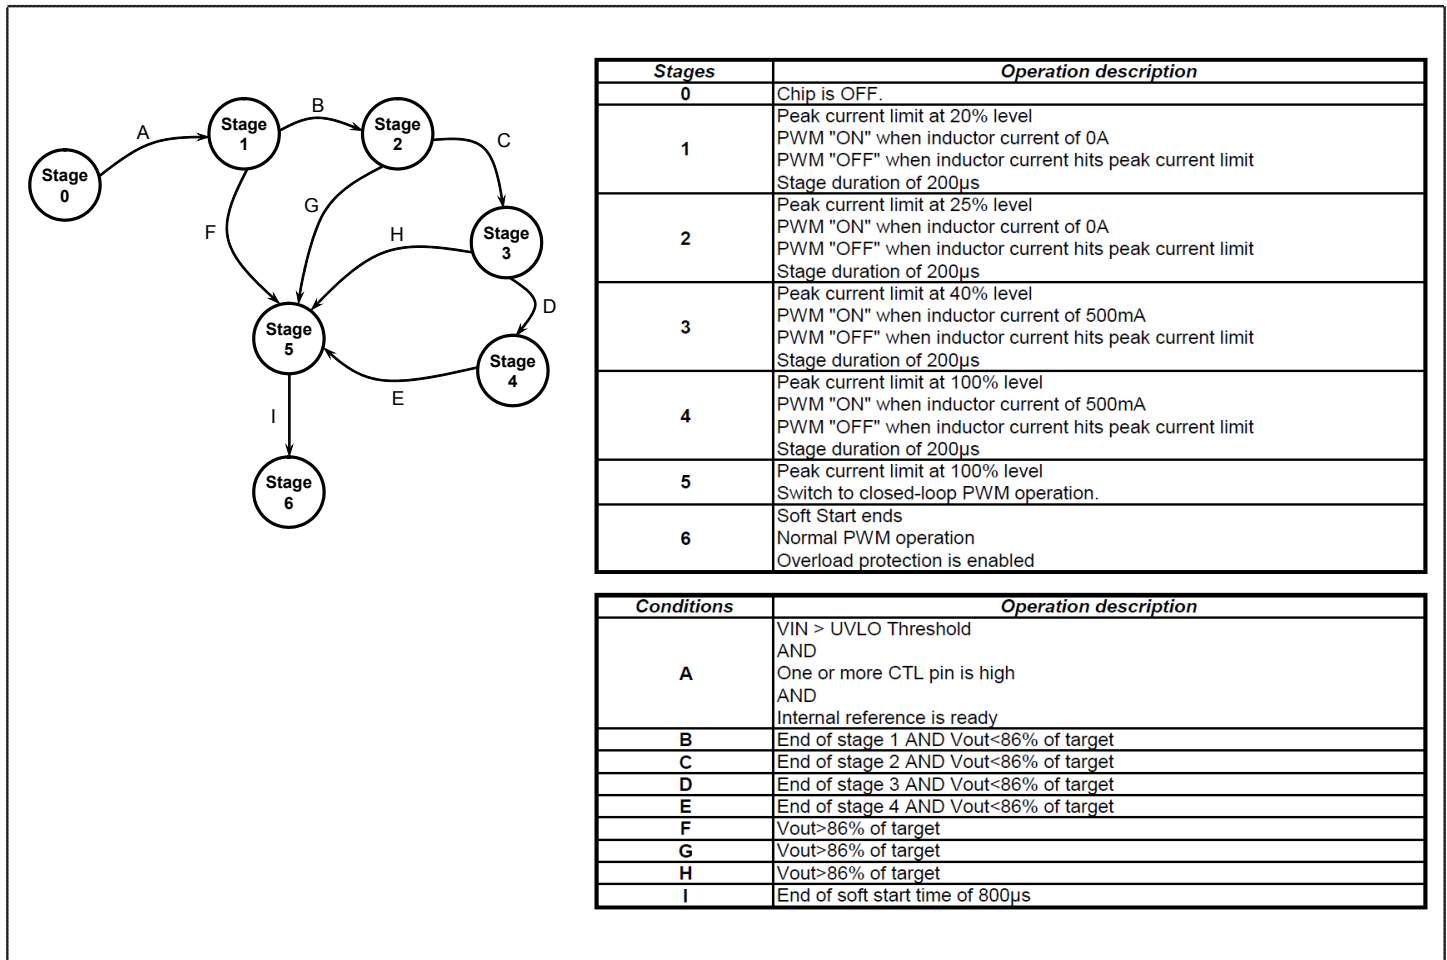 A
B
C
D
E
F
G
H
I
Stage
0
Stage
1
Stage
2
Stage
3
Stage
4
Stage
5
Stage
6
Stages Operation description
0 Chip is OFF.
1
Peak current limit at 20% level
PWM "ON" when inductor current of 0A
PWM "OFF" when inductor current hits peak current limit
Stage duration of 200µs
2
Peak current limit at 25% level
PWM "ON" when inductor current of 0A
PWM "OFF" when inductor current hits peak current limit
Stage duration of 200µs
3
Peak current limit at 40% level
PWM "ON" when inductor current of 500mA
PWM "OFF" when inductor current hits peak current limit
Stage duration of 200µs
4
Peak current limit at 100% level
PWM "ON" when inductor current of 500mA
PWM "OFF" when inductor current hits peak current limit
Stage duration of 200µs
5
Peak current limit at 100% level
Switch to closed-loop PWM operation.
6
Soft Start ends
Normal PWM operation
Overload protection is enabled
Conditions Operation description
A
VIN > UVLO Threshold
AND
One or more CTL pin is high
AND
Internal reference is ready
B End of stage 1 AND Vout<86% of target
C End of stage 2 AND Vout<86% of target
D End of stage 3 AND Vout<86% of target
E End of stage 4 AND Vout<86% of target
F Vout>86% of target
G Vout>86% of target
H Vout>86% of target
I End of soft start time of 800µs